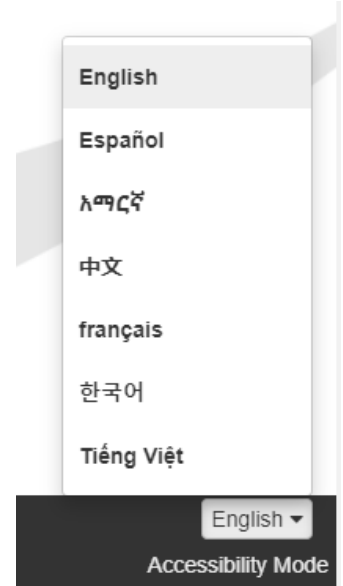 English
Español
አማርኛ
中文
français
한국어
Tiếng Việt
English
Accessibility Mode